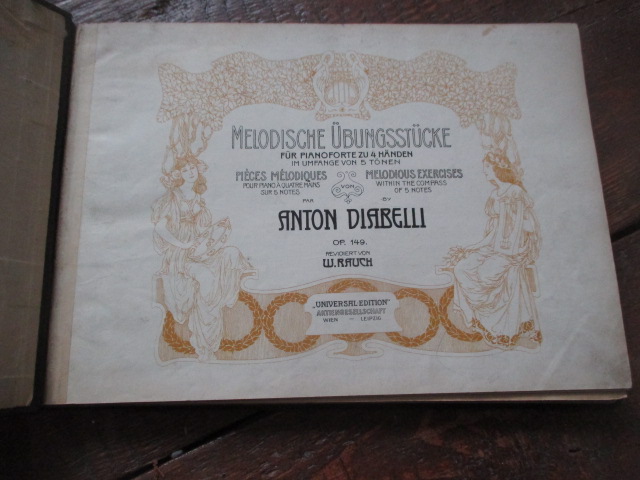 MELODISCHE ÜBUNGSSTÜCKE
FÜR PIANOFORTE ZU 4 HÄNDEN
IM UMFANGE VON 5 TÖNEN
PIÈCES MÉLODIQUES
POUR PIANO À QUATRE MAINS
SUR 5 NOTES
PAR
VON
MELODIOUS EXERCISES
WITHIN THE COMPASS
OF 5 NOTES
BY
ANTON DIABELLI
OP. 149.
REVIDIERT VON
W. RAUCH
„UNIVERSAL-EDITION"
AKTIENGESELLSCHAFT
WIEN – LEIPZIG